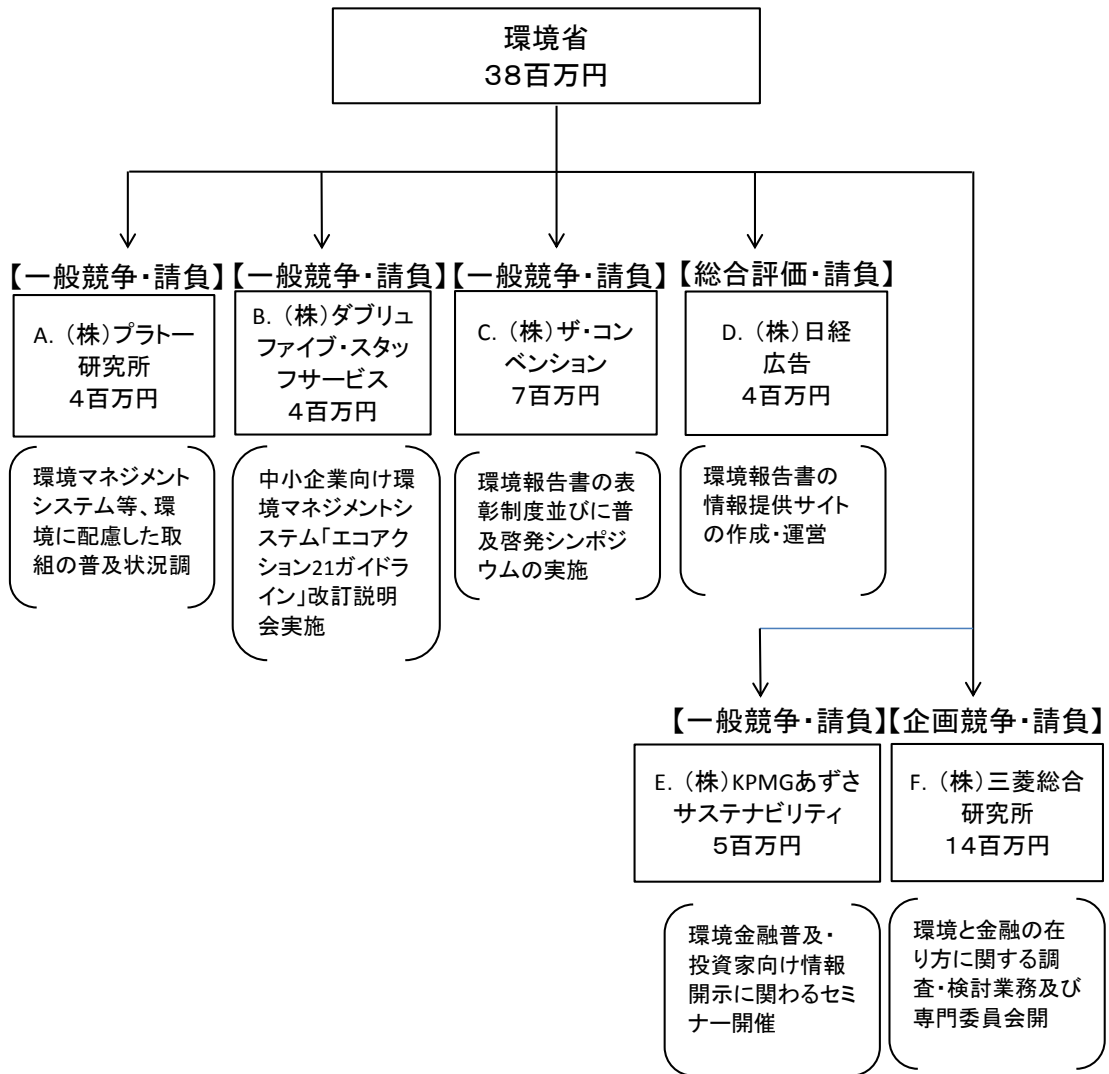 環境省
38百万円
【一般競争・請負】
A. （株）プラトー
研究所
4百万円
環境マネジメント
システム等、環
境に配慮した取
組の普及状況調
【一般競争・請負】
B. （株）ダブリュ
ファイブ・スタッ
フサービス
4百万円
中小企業向け環
境マネジメントシ
ステム「エコアク
ション21ガイドラ
イン」改訂説明
会実施
【一般競争・請負】
C. （株）ザ・コン
ベンション
7百万円
環境報告書の表
彰制度並びに普
及啓発シンポジ
ウムの実施
【総合評価・請負】
D. （株）日経
広告
4百万円
環境報告書の
情報提供サイト
の作成・運営
【一般競争・請負】
E. （株）KPMGあずさ
サステナビリティ
5百万円
環境金融普及・
投資家向け情報
開示に関わるセミ
ナー開催
【企画競争・請負】
F. （株）三菱総合
研究所
14百万円
環境と金融の在
り方に関する調
査・検討業務及び
専門委員会開